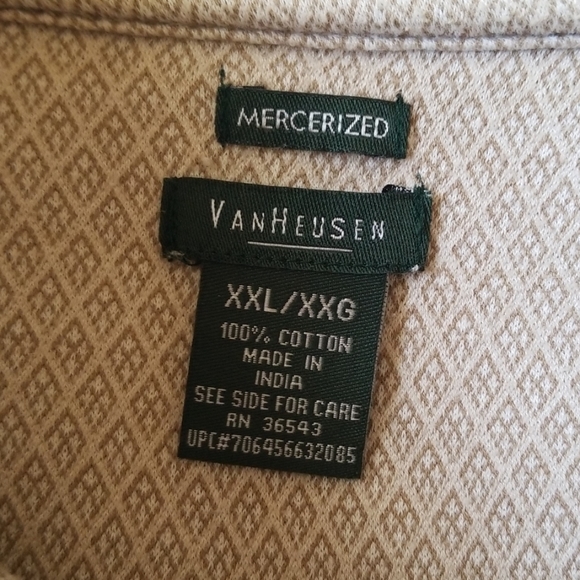 MERCERIZED
VANHEUSEN
XXL/XXG
100% COTTON
MADE IN
INDIA
SEE SIDE FOR CARE
RN 36543
UPC#706456632085